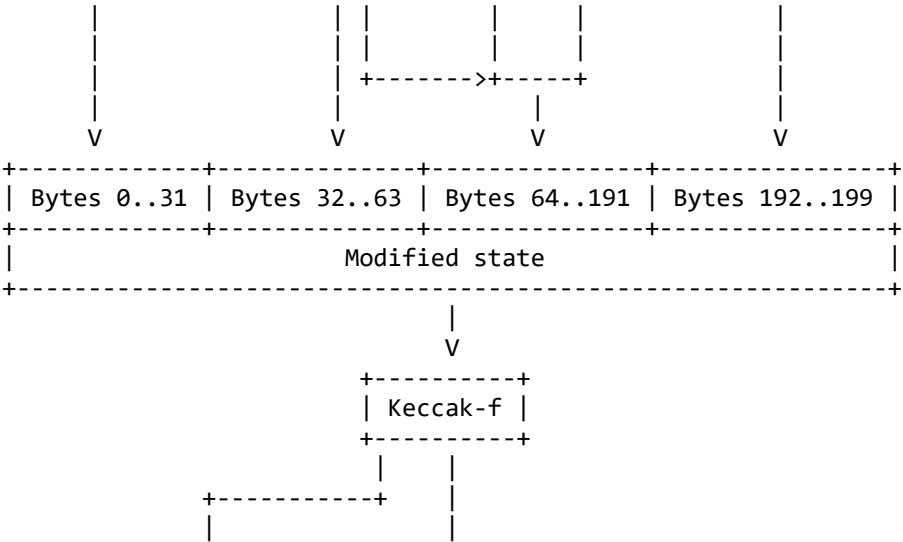 V V V V
Bytes 0..31 | Bytes 32..63 | Bytes 64..191 | Bytes 192..199
Modified state
V
Keccak-f